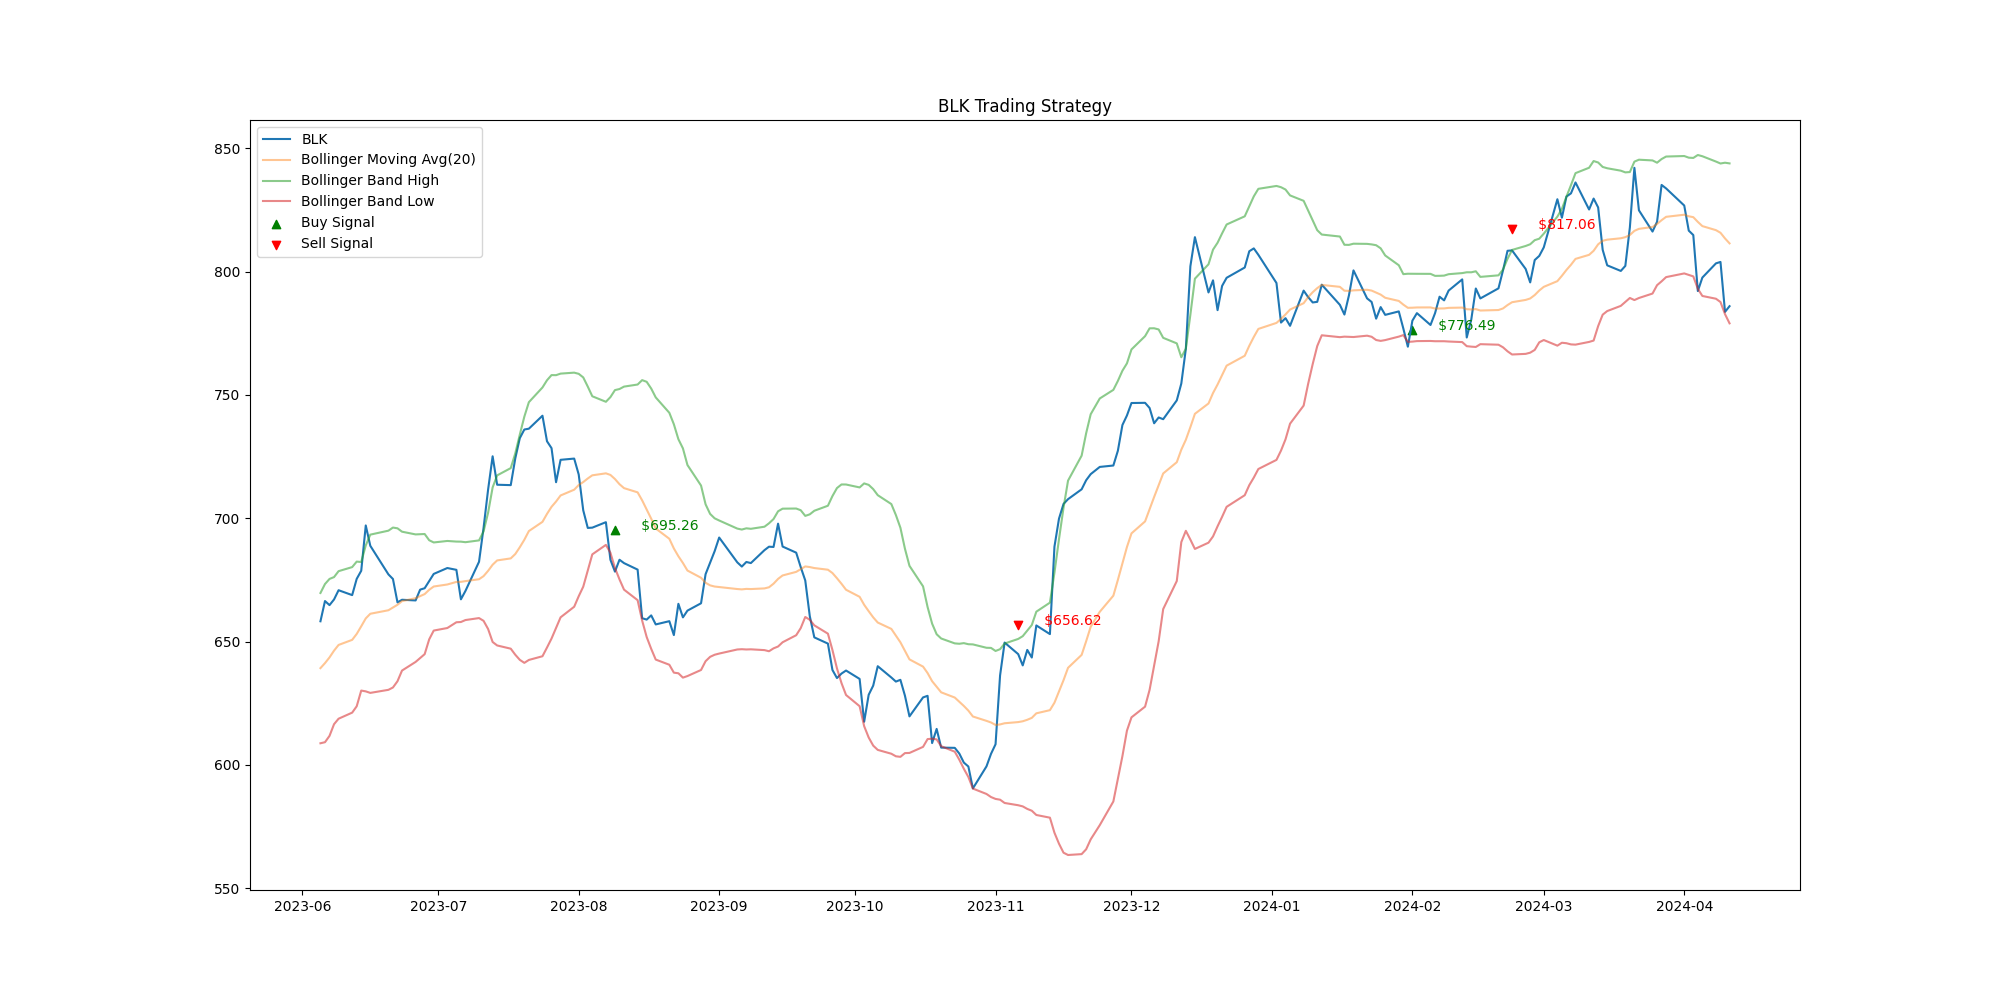 BLK Trading Strategy
BLK
Bollinger Moving Avg(20)
Bollinger Band High
Bollinger Band Low
Buy Signal
Sell Signal
850
800
750
700
650
600
550
$817.06
$776.49
$695.26
$656.62
2023-06 2023-07 2023-08 2023-09 2023-10 2023-11 2023-12 2024-01 2024-02 2024-03 2024-04